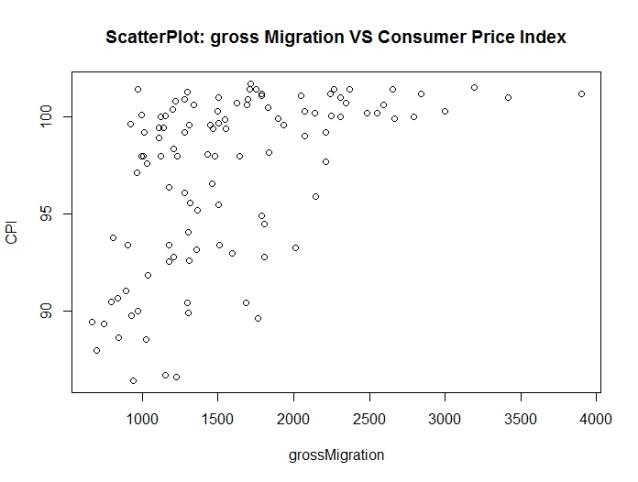 ScatterPlot: gross Migration VS Consumer Price Index
100
95
90
CPI
1000 1500 2000 2500 3000 3500 4000
grossMigration